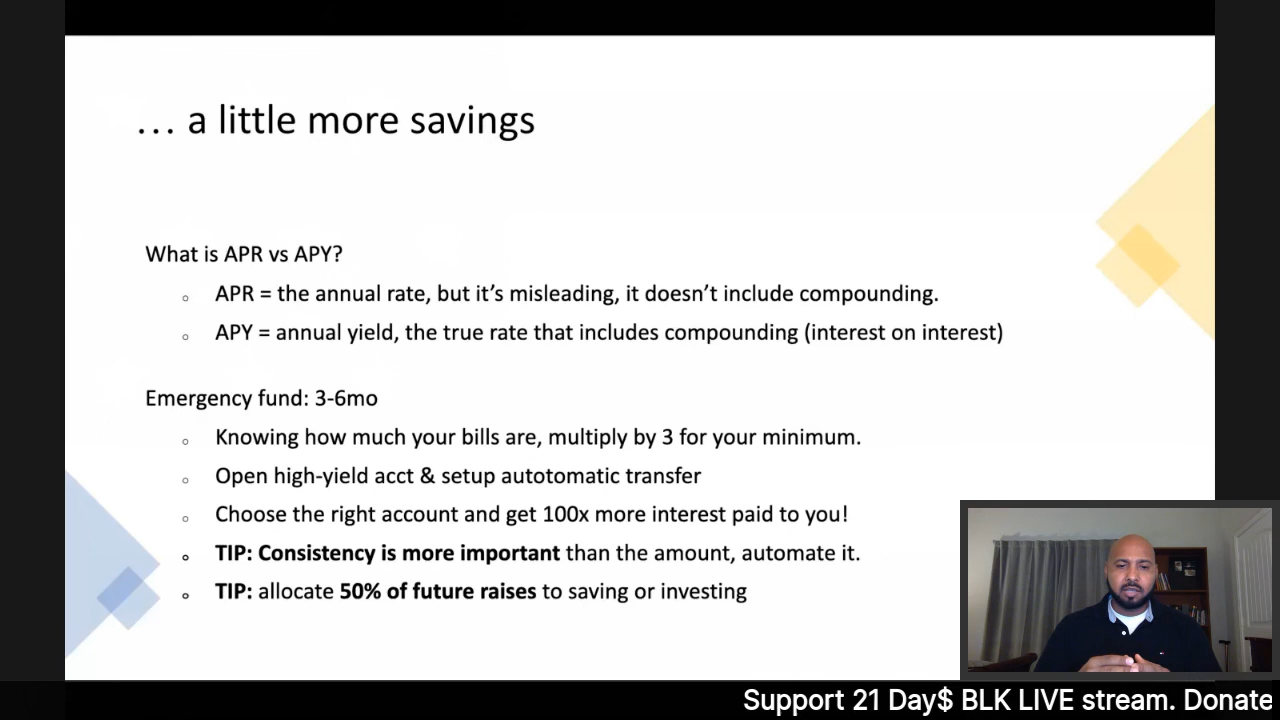 ... a little more savings
What is APR vs APY?
APR = the annual rate, but it's misleading, it doesn't include compounding.
APY = annual yield, the true rate that includes compounding (interest on interest)
Emergency fund: 3-6mo
Knowing how much your bills are, multiply by 3 for your minimum.
Open high-yield acct & setup autotomatic transfer
Choose the right account and get 100x more interest paid to you!
TIP: Consistency is more important than the amount, automate it.
TIP: allocate 50% of future raises to saving or investing
Support 21 Day$ BLK LIVE stream. Donate